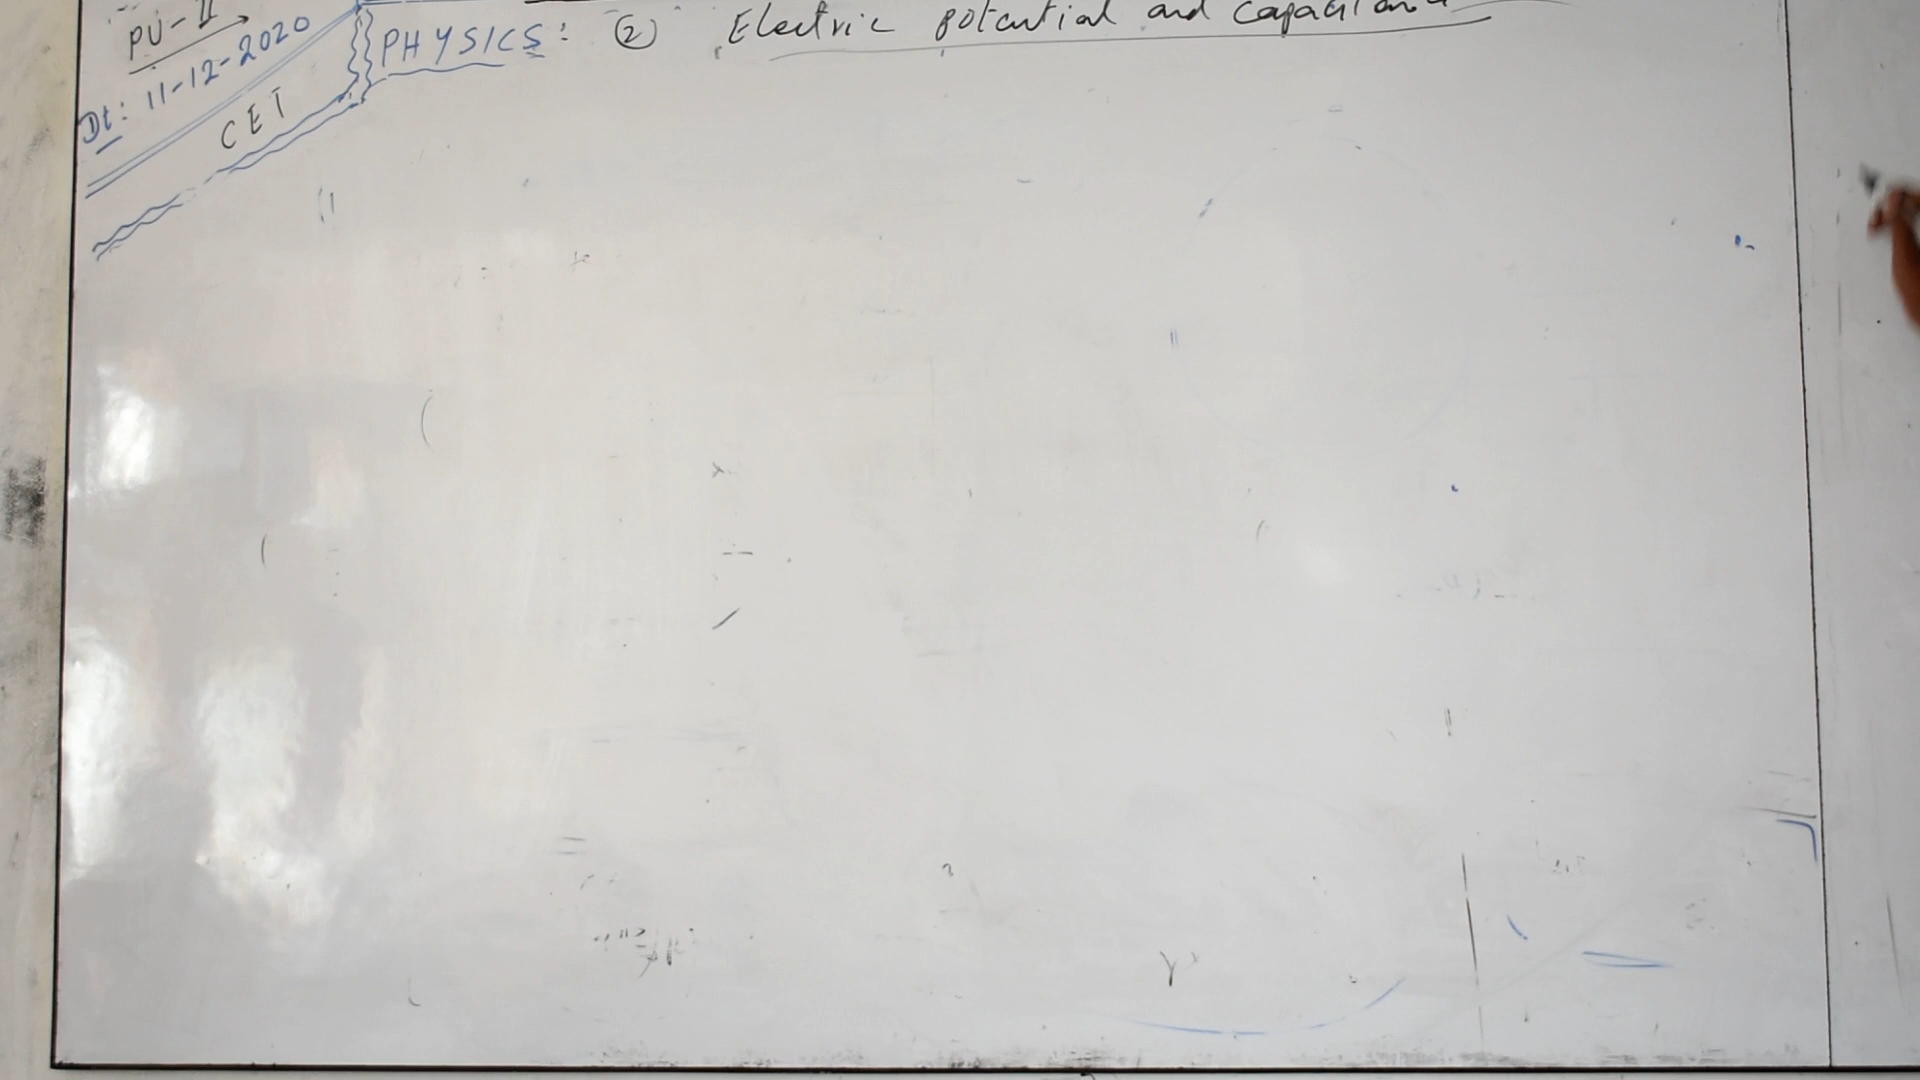 PU-II
Dt: 11-12-2020
CET
PHYSICS: ② Electric potential and capacitance